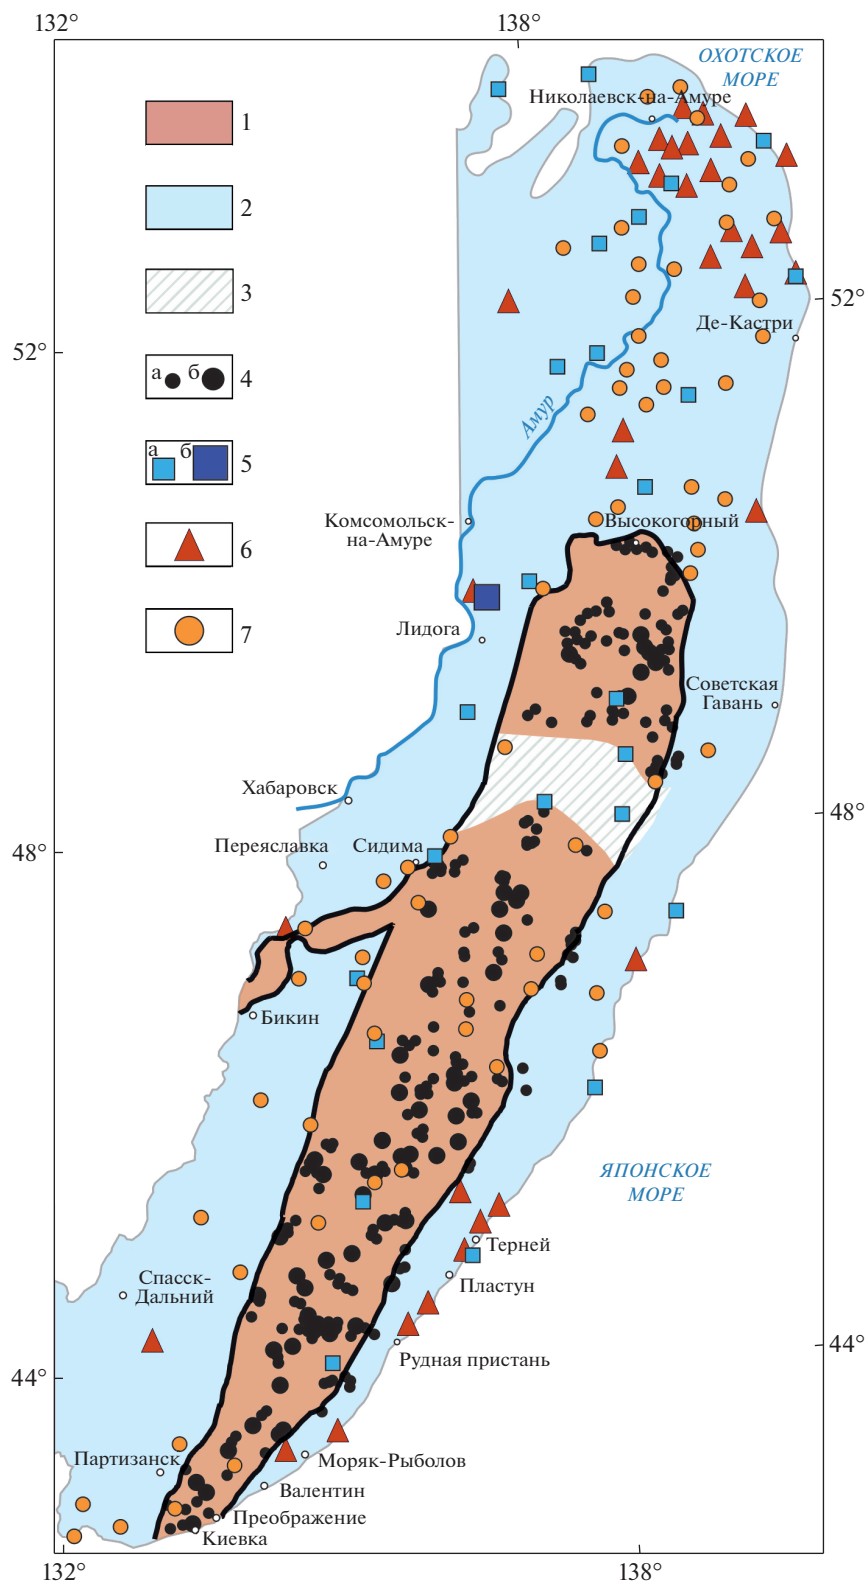 132°
138°
ОХОТСКОЕ
МОРЕ
Николаевск-на-Амуре
1
2
3
а б 4
а б 5
6
7
52°
52°
Де-Кастри
Амур
Комсомольск-
на-Амуре
Высокогорный
Лидога
Советская
Гавань
Хабаровск
48°
48°
Переяславка
Сидима
Бикин
ЯПОНСКОЕ
МОРЕ
Терней
Пластун
Спасск-
Дальний
Рудная пристань
44°
44°
Партизанск
Моряк-Рыболов
Валентин
Преображение
Киевка
132°
138°